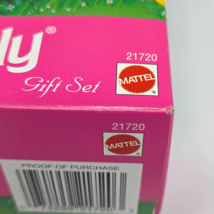 ly®
Gift Set
21720
MATTEL
21720
MATTEL
PROOF OF PURCHASE